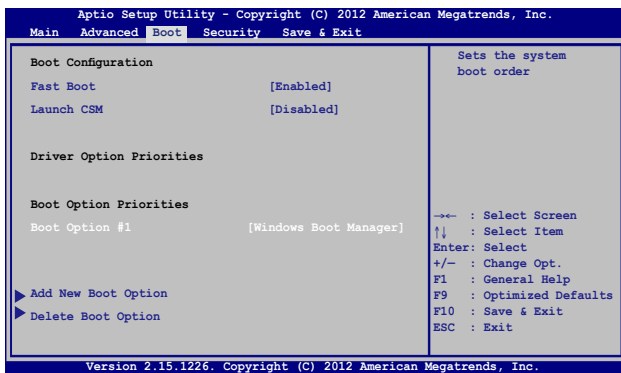 Aptio Setup Utility - Copyright (C) 2012 American Megatrends, Inc.
Main Advanced Boot Security Save & Exit
Boot Configuration
Fast Boot [Enabled]
Launch CSM [Disabled]
Driver Option Priorities
Boot Option Priorities
Boot Option #1 [Windows Boot Manager]
Add New Boot Option
Delete Boot Option
Sets the system
boot order
→← : Select Screen
↑↓ : Select Item
Enter: Select
+/— : Change Opt.
F1 : General Help
F9 : Optimized Defaults
F10 : Save & Exit
ESC : Exit
Version 2.15.1226. Copyright (C) 2012 American Megatrends, Inc.